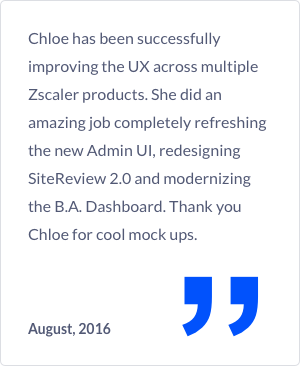 Chloe has been successfully
improving the UX across multiple
Zscaler products. She did an
amazing job completely refreshing
the new Admin UI, redesigning
SiteReview 2.0 and modernizing
the B.A. Dashboard. Thank you
Chloe for cool mock ups.
”
August, 2016